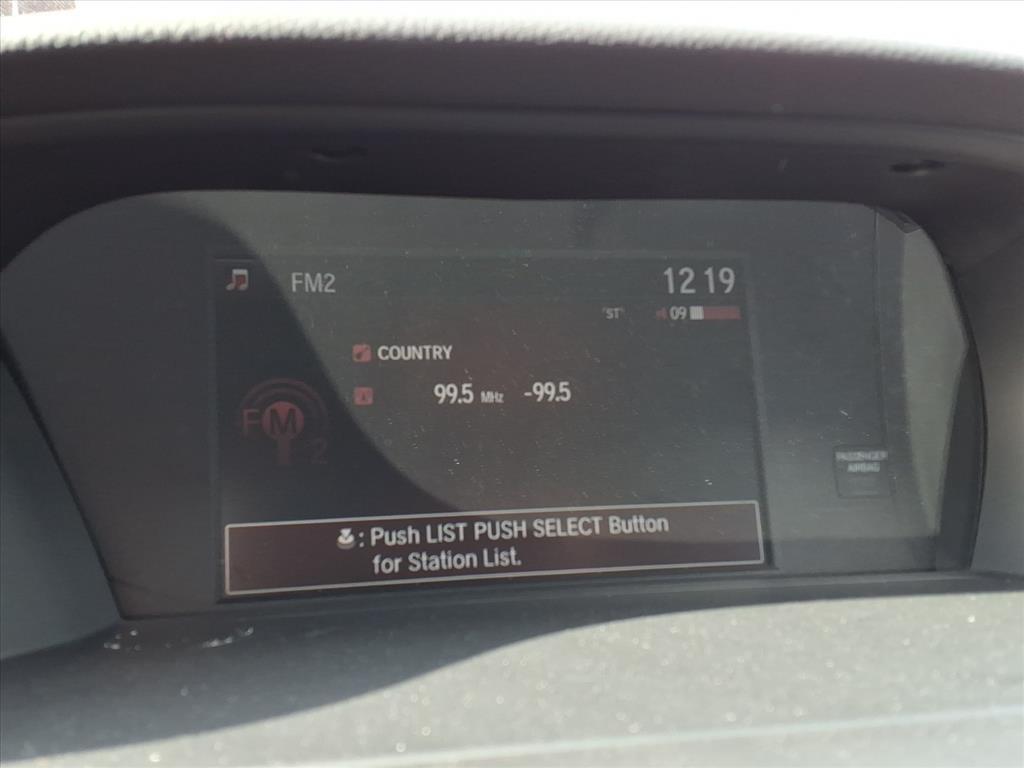 FM2
12 19
ST
09
COUNTRY
99.5 MHz -99.5
FM
2
PASSENGER
AIRBAG
: Push LIST PUSH SELECT Button
for Station List.